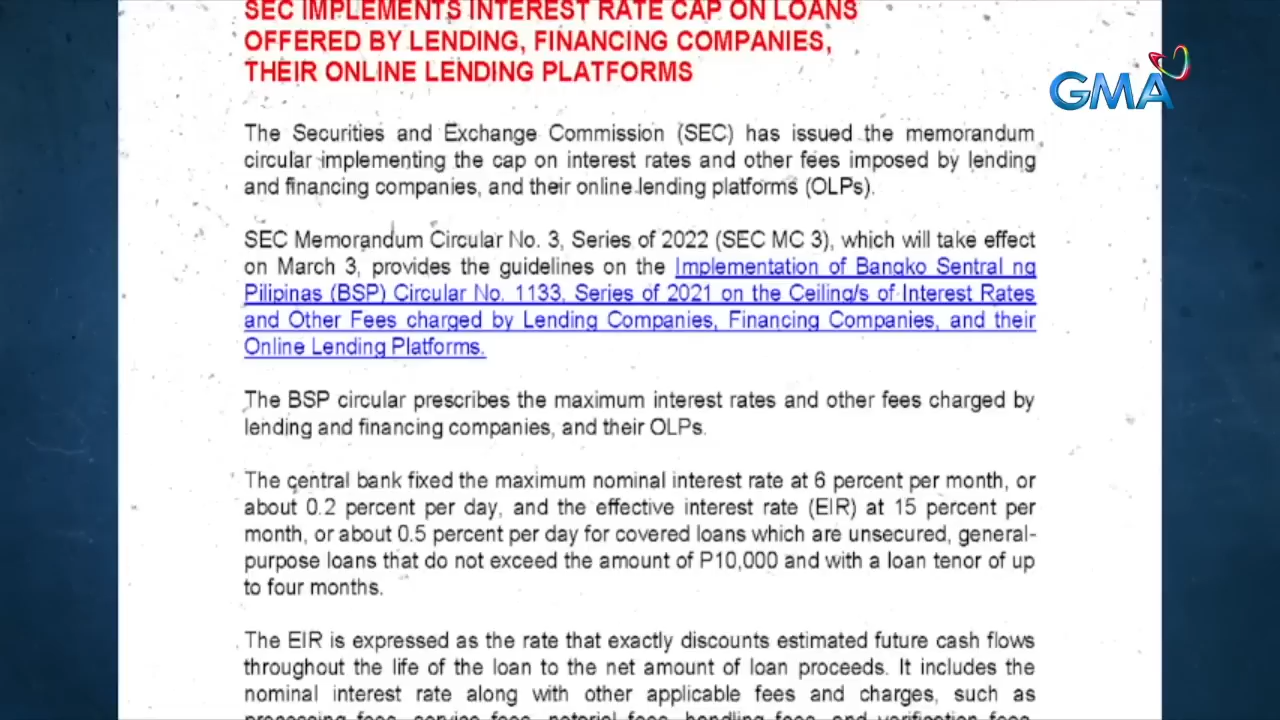 SEC IMPLEMENTS INTEREST RATE CAP ON LOANS
OFFERED BY LENDING, FINANCING COMPANIES,
THEIR ONLINE LENDING PLATFORMS
GMA
The Securities and Exchange Commission (SEC) has issued the memorandum
circular implementing the cap on interest rates and other fees imposed by lending
and financing companies, and their online lending platforms (OLPs).
SEC Memorandum Circular No. 3, Series of 2022 (SEC MC 3), which will take effect
on March 3, provides the guidelines on the Implementation of Bangko Sentral ng
Pilipinas (BSP) Circular No. 1133, Series of 2021 on the Ceiling/s of Interest Rates
and Other Fees charged by Lending Companies, Financing Companies, and their
Online Lending Platforms.
The BSP circular prescribes the maximum interest rates and other fees charged by
lending and financing companies, and their OLPs.
The central bank fixed the maximum nominal interest rate at 6 percent per month, or
about 0.2 percent per day, and the effective interest rate (EIR) at 15 percent per
month, or about 0.5 percent per day for covered loans which are unsecured, general-
purpose loans that do not exceed the amount of P10,000 and with a loan tenor of up
to four months.
The EIR is expressed as the rate that exactly discounts estimated future cash flows
throughout the life of the loan to the net amount of loan proceeds. It includes the
nominal interest rate along with other applicable fees and charges, such as
processing fees, service fees, notarial fees, handling fees, and verification fees,